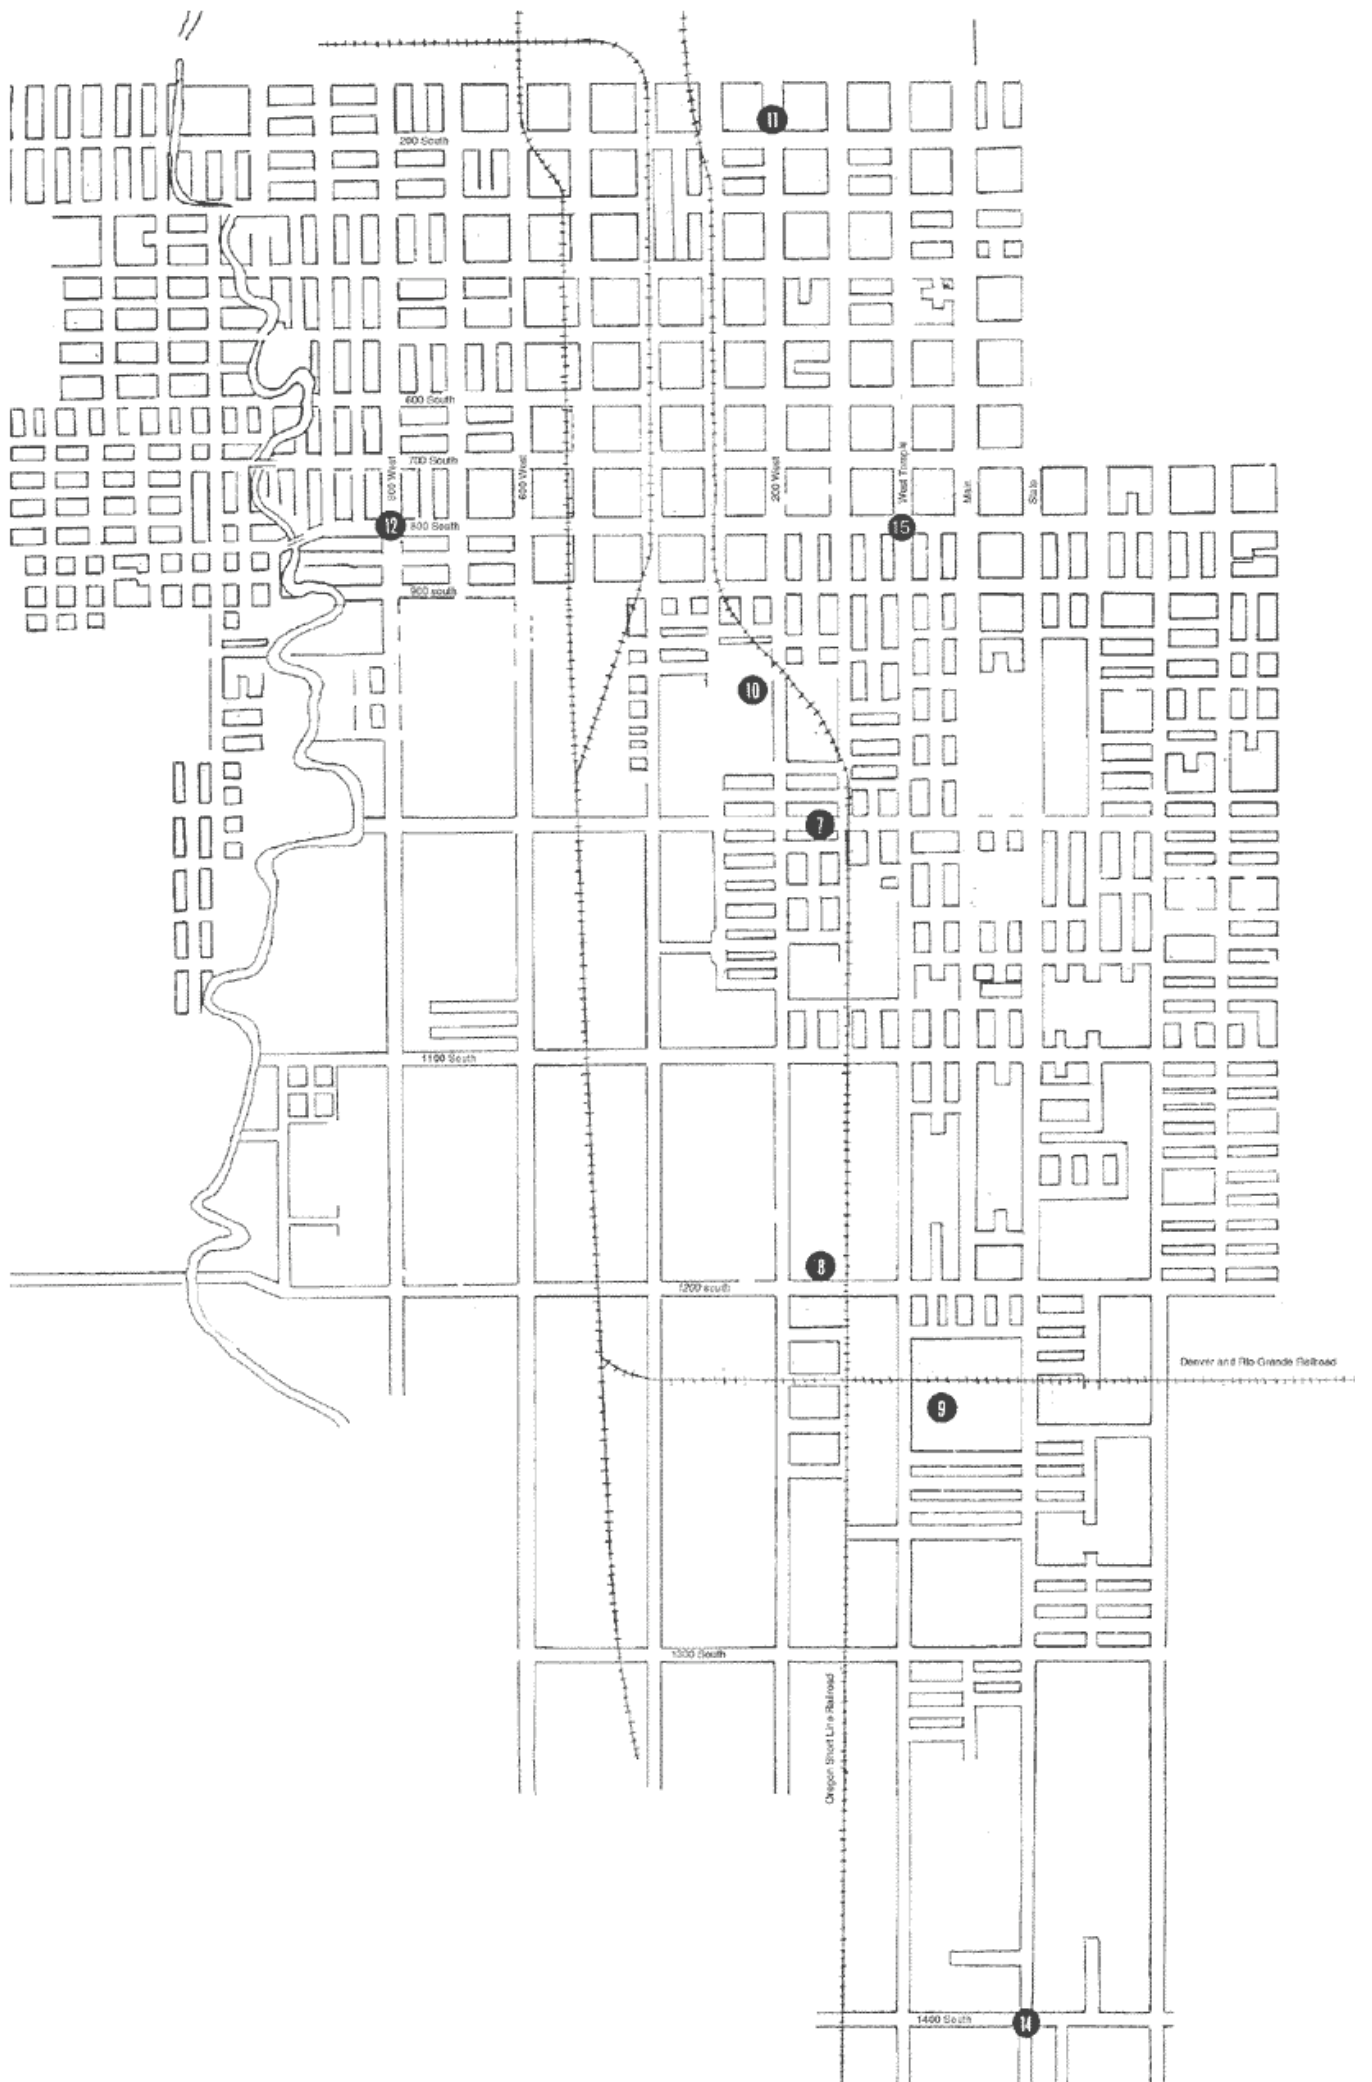 11
200 South
600 South
700 South
800 West
600 West
200 West
West Temple
Main
State
12
800 South
15
900 south
10
7
1100 South
8
1200 south
Denver and Rio Grande Railroad
9
1300 South
Oregon Short Line Railroad
1400 South
14